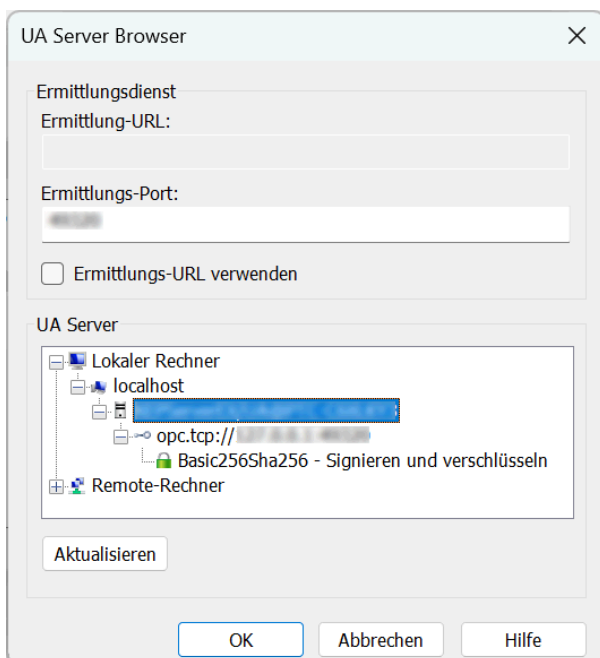 UA Server Browser
Ermittlungsdienst
Ermittlung-URL:
Ermittlungs-Port:
Ermittlungs-URL verwenden
UA Server
Lokaler Rechner
localhost
opc.tcp://
Basic256Sha256 - Signieren und verschlüsseln
Remote-Rechner
Aktualisieren
OK
Abbrechen
Hilfe